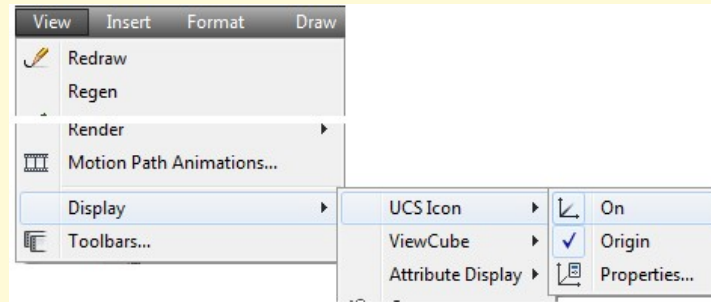 View Insert Format Draw
Redraw
Regen
Render
Motion Path Animations...
Display UCS Icon On
Toolbars... ViewCube Origin
Attribute Display Properties...